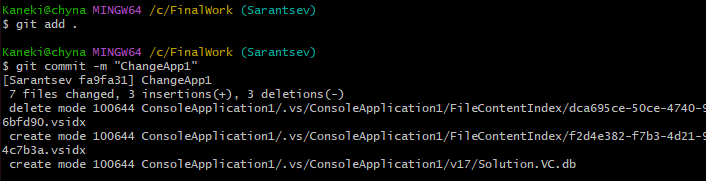 Kaneki@chyna MINGW64 /c/FinalWork (Sarantsev)
$ git add .
Kaneki@chyna MINGW64 /c/FinalWork (Sarantsev)
$ git commit -m "ChangeApp1"
[Sarantsev fa9fa31] ChangeApp1
7 files changed, 3 insertions(+), 3 deletions(-)
delete mode 100644 ConsoleApplication1/.vs/ConsoleApplication1/FileContentIndex/dca695ce-50ce-4740-9
6bfd90.vsidx
create mode 100644 ConsoleApplication1/.vs/ConsoleApplication1/FileContentIndex/f2d4e382-f7b3-4d21-9
4c7b3a.vsidx
create mode 100644 ConsoleApplication1/.vs/ConsoleApplication1/v17/Solution.VC.db